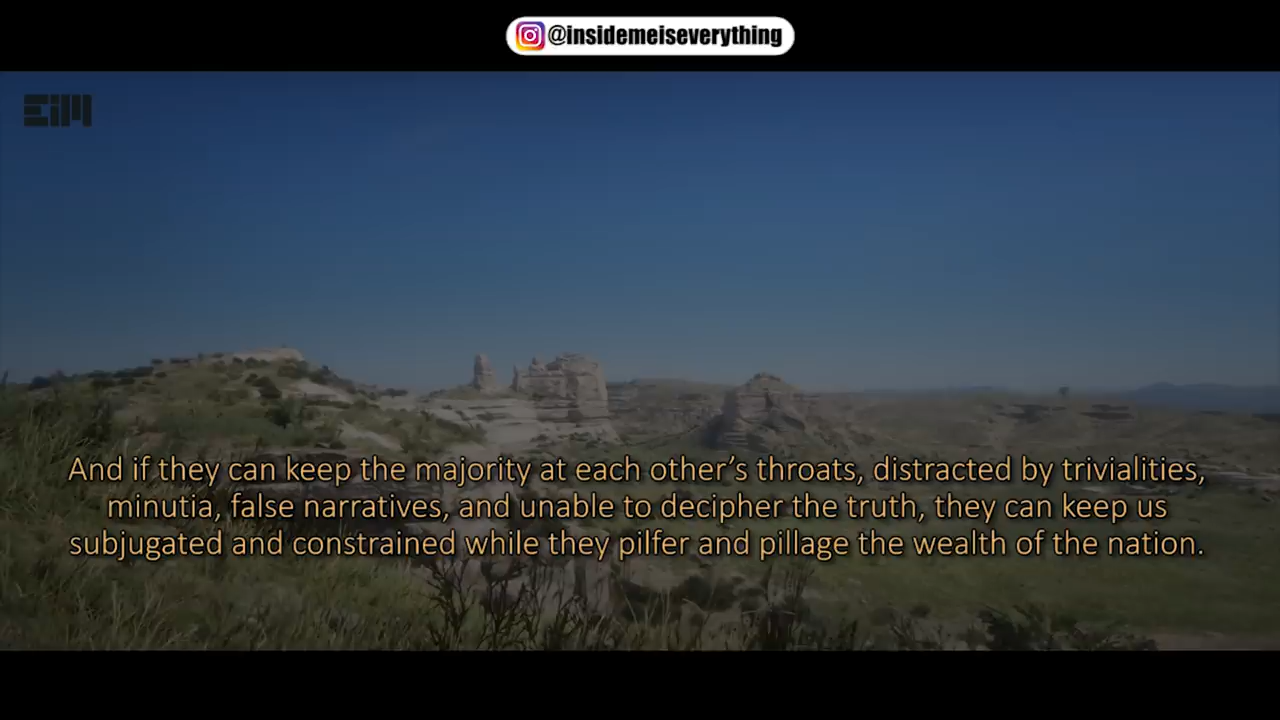 @insidemeiseverything
EiM
And if they can keep the majority at each other’s throats, distracted by trivialities,
minutia, false narratives, and unable to decipher the truth, they can keep us
subjugated and constrained while they pilfer and pillage the wealth of the nation.